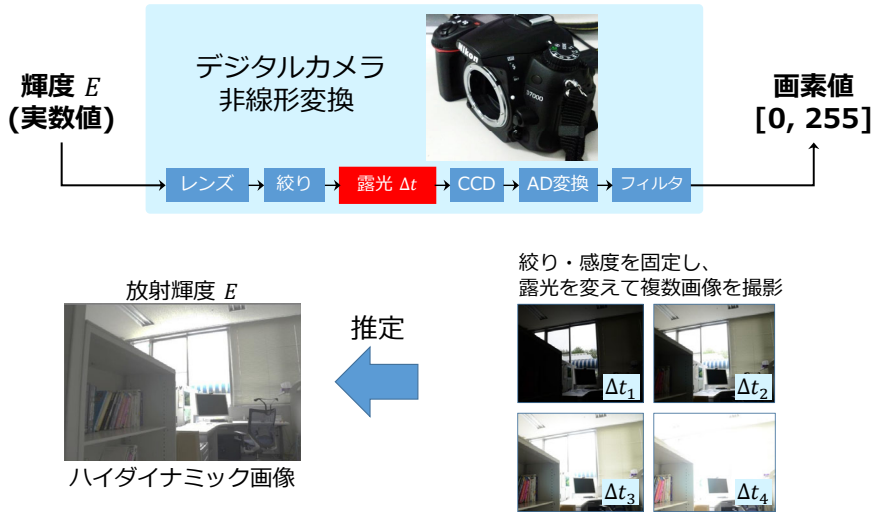 デジタルカメラ
非線形変換
Nikon
D7000
輝度 E
(実数値)
画素値
[0, 255]
レンズ
絞り
露光 Δt
CCD
AD変換
フィルタ
絞り・感度を固定し、
露光を変えて複数画像を撮影
放射輝度 E
推定
Δt₁
Δt₂
Δt₃
Δt₄
ハイダイナミック画像